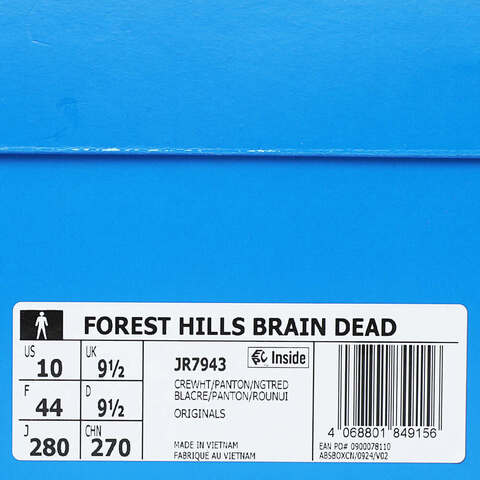 FOREST HILLS BRAIN DEAD
US 10 UK 9½
F 44 D 9½
J 280 CHN 270
JR7943 Inside
CREWHT/PANTON/NGTRED
BLACRE/PANTON/ROUNUI
ORIGINALS
MADE IN VIETNAM
FABRIQUE AU VIETNAM
4 068801 849156
EAN PO# 0900078110
ABSBOXCN/0924/V02